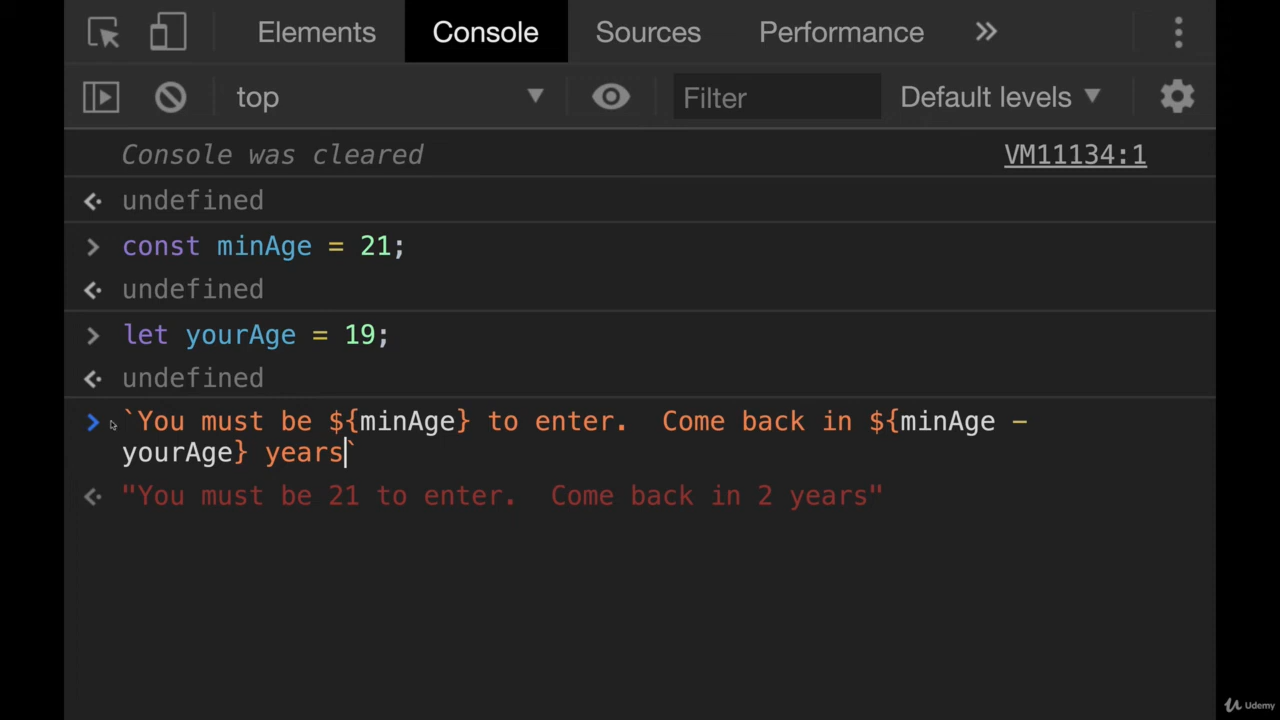 Elements Console Sources Performance »
top ▼ Filter Default levels ▼
Console was cleared VM11134:1
undefined
> const minAge = 21;
undefined
> let yourAge = 19;
undefined
> `You must be ${minAge} to enter.  Come back in ${minAge -
yourAge} years`
"You must be 21 to enter.  Come back in 2 years"
Udemy